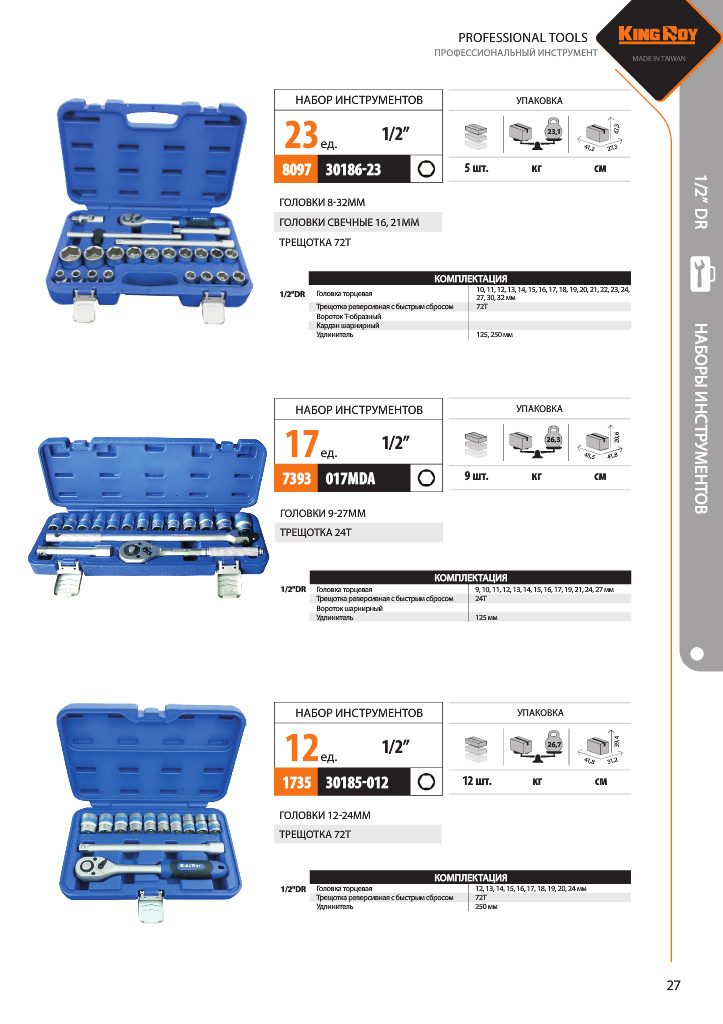 PROFESSIONAL TOOLS
ПРОФЕССИОНАЛЬНЫЙ ИНСТРУМЕНТ
KING ROY
MADE IN TAIWAN
1/2” DR
НАБОРЫ ИНСТРУМЕНТОВ
НАБОР ИНСТРУМЕНТОВ
23 ед. 1/2”
8097 30186-23
УПАКОВКА
23,1
41,2 27,3 47,3
5 шт. кг см
ГОЛОВКИ 8-32ММ
ГОЛОВКИ СВЕЧНЫЕ 16, 21ММ
ТРЕЩОТКА 72Т
КОМПЛЕКТАЦИЯ
1/2"DR Головка торцевая 10, 11, 12, 13, 14, 15, 16, 17, 18, 19, 20, 21, 22, 23, 24,
27, 30, 32 мм
Трещотка реверсивная с быстрым сбросом 72Т
Вороток Т-образный
Кардан шарнирный
Удлинитель 125, 250 мм
НАБОР ИНСТРУМЕНТОВ
17 ед. 1/2”
7393 017MDA
УПАКОВКА
26,3
45,5 41,8 20,6
9 шт. кг см
ГОЛОВКИ 9-27ММ
ТРЕЩОТКА 24Т
КОМПЛЕКТАЦИЯ
1/2"DR Головка торцевая 9, 10, 11, 12, 13, 14, 15, 16, 17, 19, 21, 24, 27 мм
Трещотка реверсивная с быстрым сбросом 24Т
Вороток шарнирный
Удлинитель 125 мм
НАБОР ИНСТРУМЕНТОВ
12 ед. 1/2”
1735 30185-012
УПАКОВКА
26,7
41,8 31,2 39,4
12 шт. кг см
ГОЛОВКИ 12-24ММ
ТРЕЩОТКА 72Т
KING ROY
КОМПЛЕКТАЦИЯ
1/2"DR Головка торцевая 12, 13, 14, 15, 16, 17, 18, 19, 20, 24 мм
Трещотка реверсивная с быстрым сбросом 72Т
Удлинитель 250 мм
27